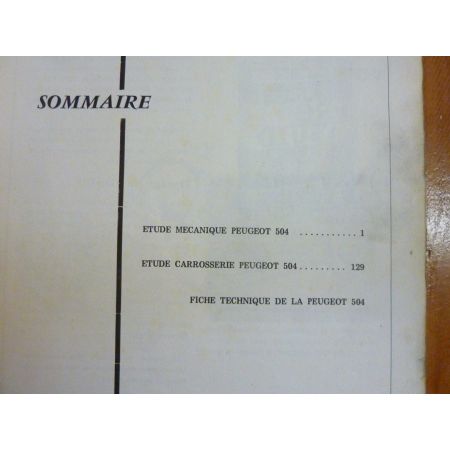 SOMMAIRE
ETUDE MECANIQUE PEUGEOT 504 ........... 1
ETUDE CARROSSERIE PEUGEOT 504......... 129
FICHE TECHNIQUE DE LA PEUGEOT 504